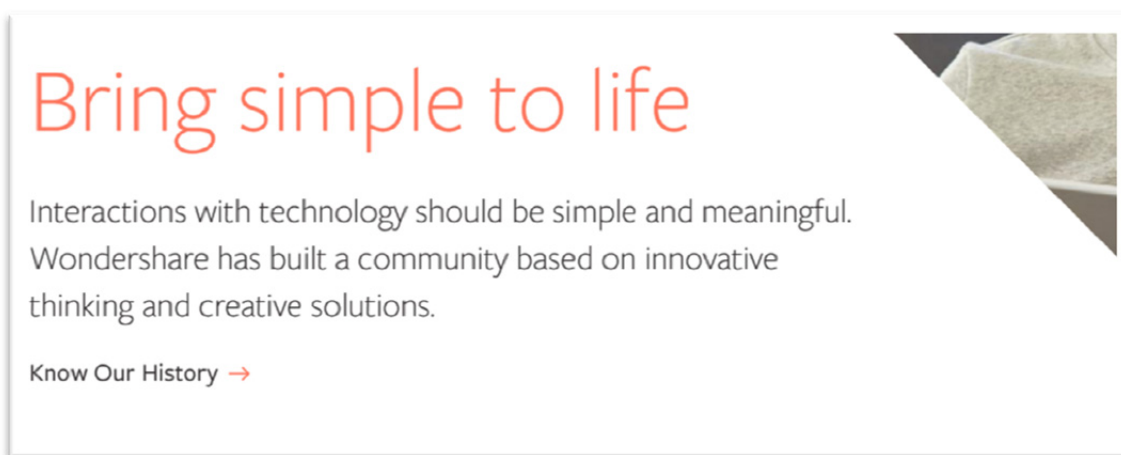 Bring simple to life
Interactions with technology should be simple and meaningful.
Wondershare has built a community based on innovative
thinking and creative solutions.
Know Our History →